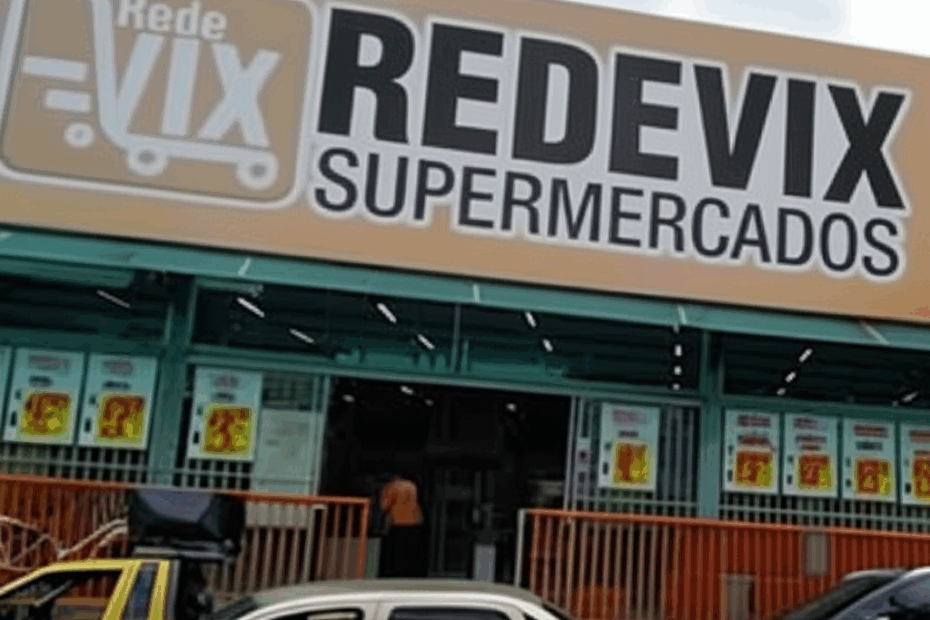 Rede
VIX
REDEVIX
SUPERMERCADOS